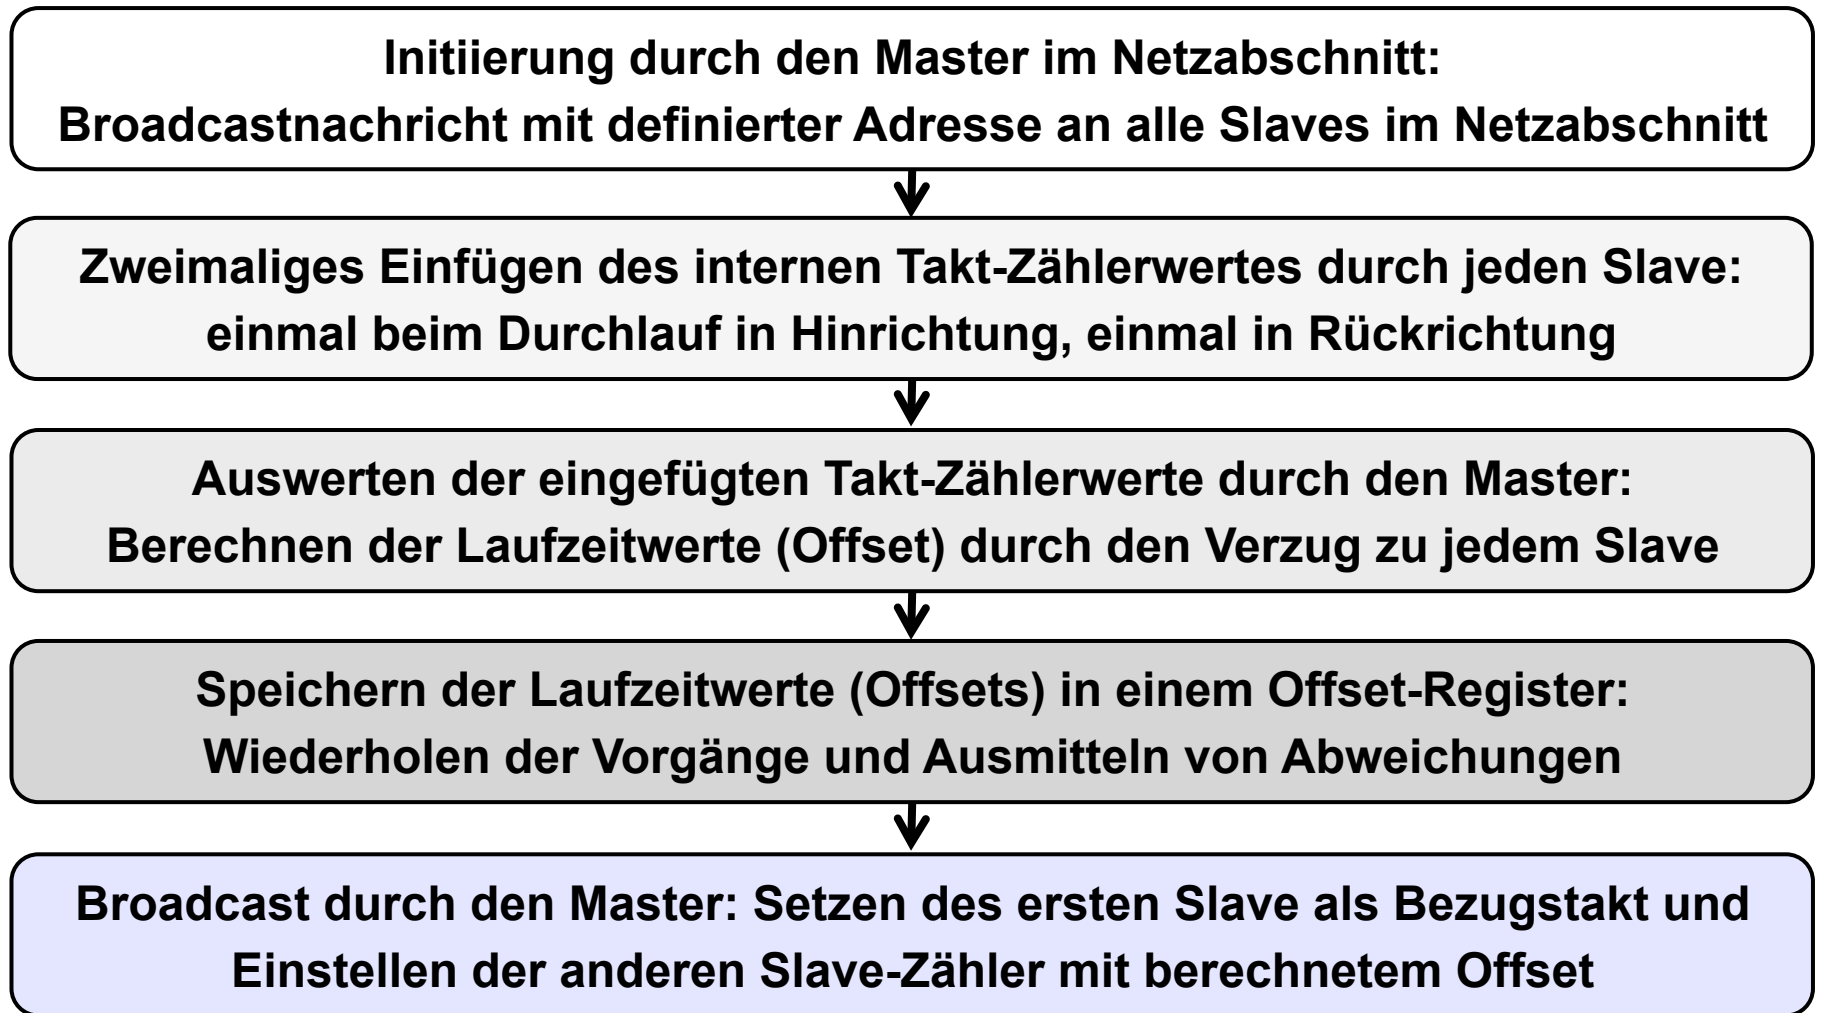 Initiierung durch den Master im Netzabschnitt:
Broadcastnachricht mit definierter Adresse an alle Slaves im Netzabschnitt
Zweimaliges Einfügen des internen Takt-Zählerwertes durch jeden Slave:
einmal beim Durchlauf in Hinrichtung, einmal in Rückrichtung
Auswerten der eingefügten Takt-Zählerwerte durch den Master:
Berechnen der Laufzeitwerte (Offset) durch den Verzug zu jedem Slave
Speichern der Laufzeitwerte (Offsets) in einem Offset-Register:
Wiederholen der Vorgänge und Ausmitteln von Abweichungen
Broadcast durch den Master: Setzen des ersten Slave als Bezugstakt und
Einstellen der anderen Slave-Zähler mit berechnetem Offset